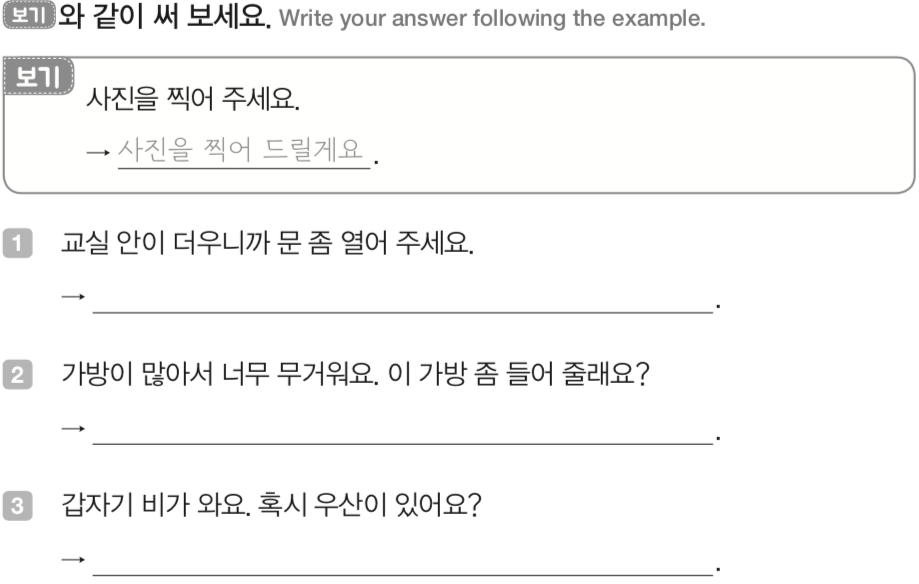 보기 와 같이 써 보세요. Write your answer following the example.
보기
사진을 찍어 주세요.
→ 사진을 찍어 드릴게요 .
1 교실 안이 더우니까 문 좀 열어 주세요.
→ .
2 가방이 많아서 너무 무거워요. 이 가방 좀 들어 줄래요?
→ .
3 갑자기 비가 와요. 혹시 우산이 있어요?
→ .